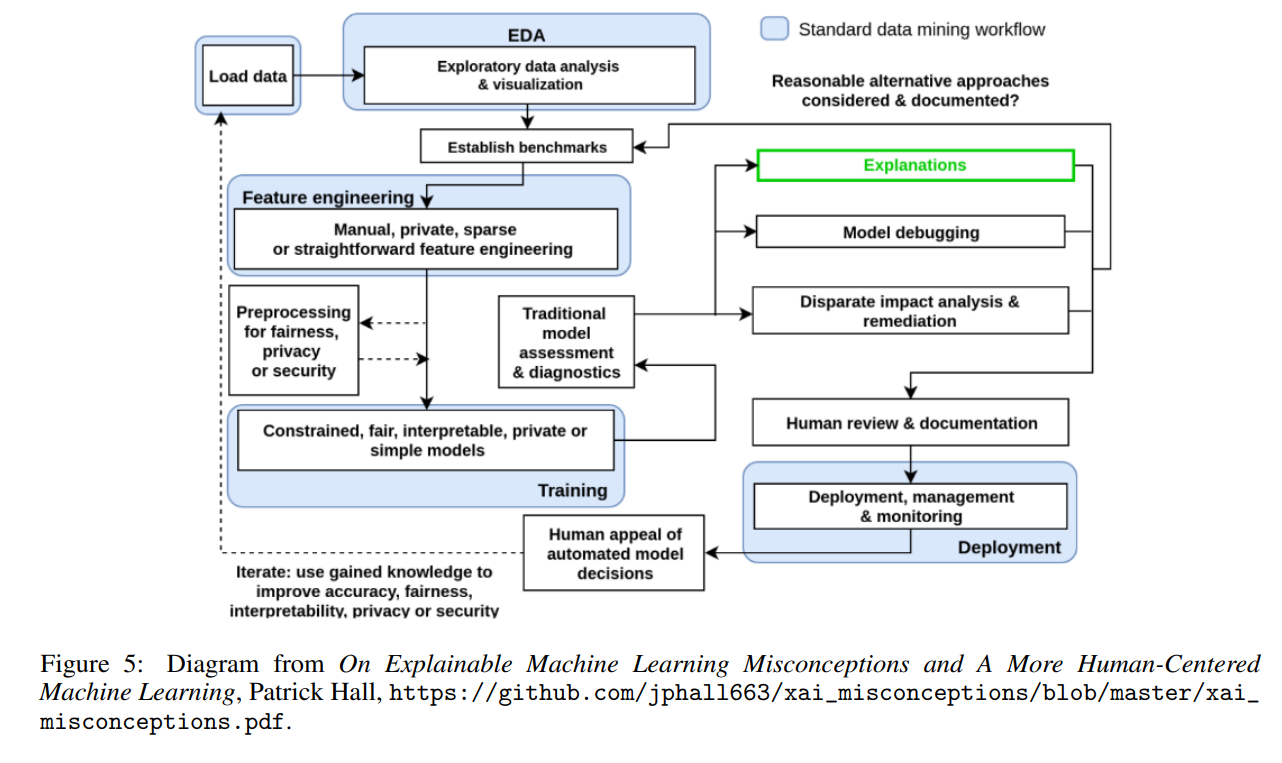 EDA
Standard data mining workflow
Load data
Exploratory data analysis
& visualization
Reasonable alternative approaches
considered & documented?
Establish benchmarks
Explanations
Feature engineering
Manual, private, sparse
or straightforward feature engineering
Model debugging
Preprocessing
for fairness,
privacy
or security
Traditional
model
assessment
& diagnostics
Disparate impact analysis &
remediation
Constrained, fair, interpretable, private or
simple models
Training
Human review & documentation
Deployment, management
& monitoring
Deployment
Human appeal of
automated model
decisions
Iterate: use gained knowledge to
improve accuracy, fairness,
interpretability, privacy or security
Figure 5: Diagram from On Explainable Machine Learning Misconceptions and A More Human-Centered
Machine Learning, Patrick Hall, https://github.com/jphall663/xai_misconceptions/blob/master/xai_
misconceptions.pdf.